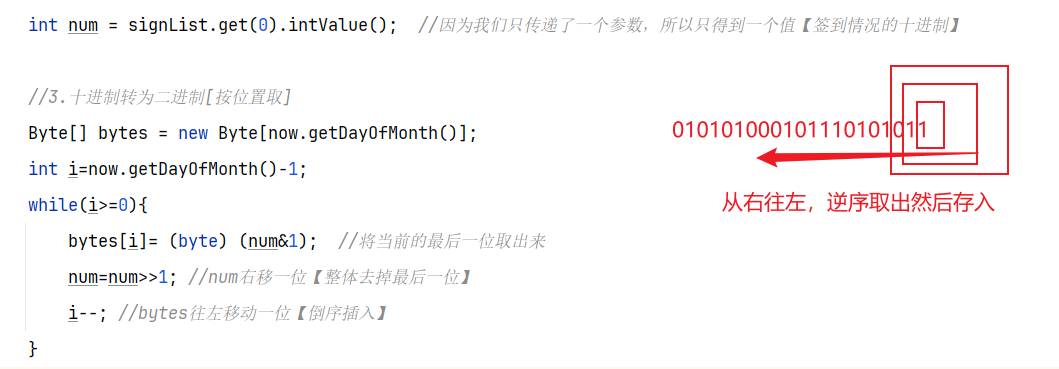 int num = signList.get(0).intValue();  //因为我们只传递了一个参数，所以只得到一个值【签到情况的十进制】
//3.十进制转为二进制[按位置取]
Byte[] bytes = new Byte[now.getDayOfMonth()];
int i=now.getDayOfMonth()-1;
while(i>=0){
    bytes[i]= (byte) (num&1);  //将当前的最后一位取出来
    num=num>>1; //num右移一位【整体去掉最后一位】
    i--; //bytes往左移动一位【倒序插入】
}
010101000101110101011
从右往左，逆序取出然后存入